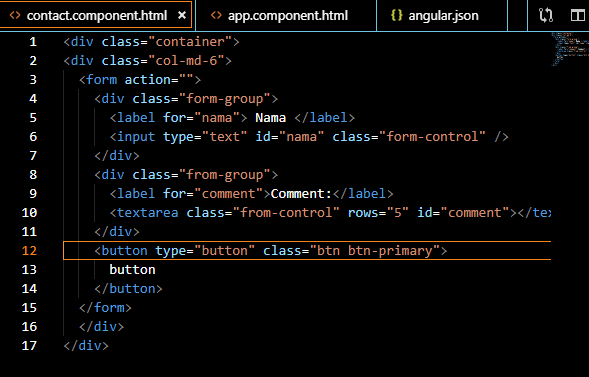 contact.component.html
app.component.html
angular.json
1 <div class="container">
2 <div class="col-md-6">
3 <form action="">
4 <div class="form-group">
5 <label for="nama"> Nama </label>
6 <input type="text" id="nama" class="form-control" />
7 </div>
8 <div class="from-group">
9 <label for="comment">Comment:</label>
10 <textarea class="from-control" rows="5" id="comment"></te
11 </div>
12 <button type="button" class="btn btn-primary">
13 button
14 </button>
15 </form>
16 </div>
17 </div>